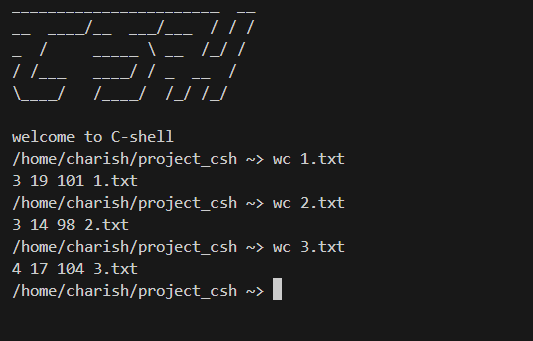 _______________________  __
__  ____/__  ___/___  / / /
_  /     _____ \ __  /_/ /
/ /___   ____/ / _  __  /
\____/   /____/  /_/ /_/
welcome to C-shell
/home/charish/project_csh ~> wc 1.txt
3 19 101 1.txt
/home/charish/project_csh ~> wc 2.txt
3 14 98 2.txt
/home/charish/project_csh ~> wc 3.txt
4 17 104 3.txt
/home/charish/project_csh ~>